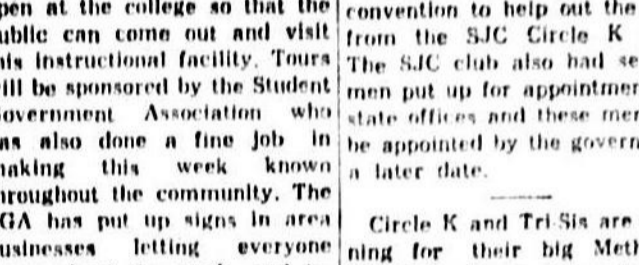 pen at the college so that the
ublic can come out and visit
his instructional facility. Tours
ill be sponsored by the Student
overnment Association who
as also done a fine job in
aking this week known
hroughout the community. The
GA has put up signs in area
usinesses letting everyone
convention to help out the
from the SJC Circle K
The SJC club also had se
men put up for appointmen
state offices and these men
be appointed by the govern
a later date.
Circle K and Tri-Sis are
ning for their big Meth